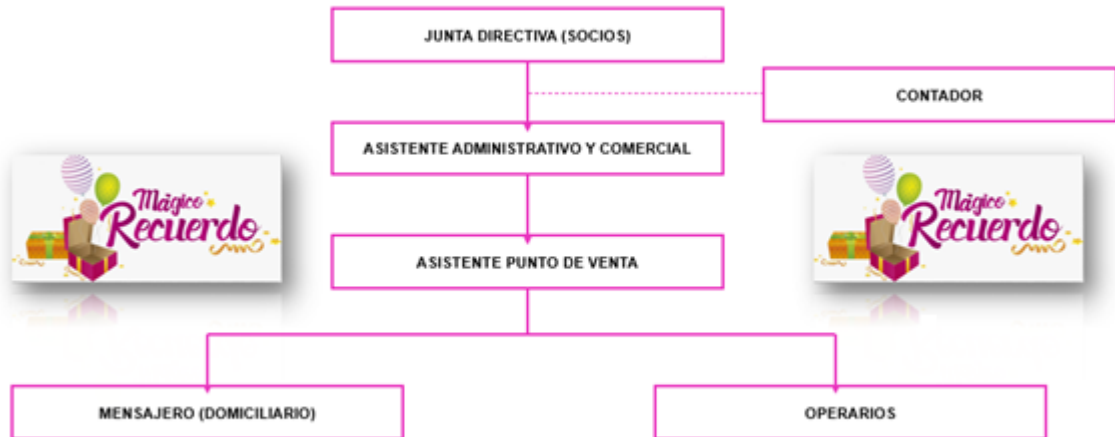 JUNTA DIRECTIVA (SOCIOS)
CONTADOR
ASISTENTE ADMINISTRATIVO Y COMERCIAL
Mágico
Recuerdo
Mágico
Recuerdo
ASISTENTE PUNTO DE VENTA
MENSAJERO (DOMICILIARIO)
OPERARIOS